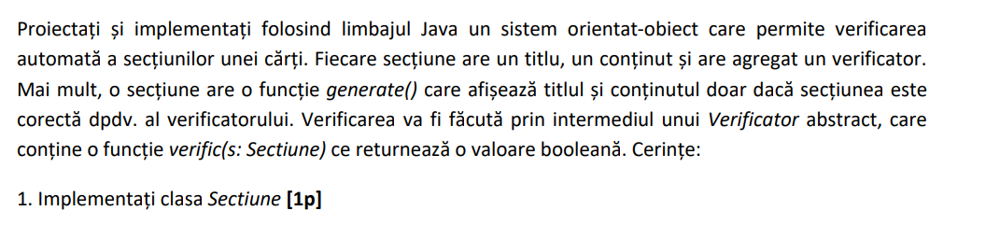 Proiectați și implementați folosind limbajul Java un sistem orientat-obiect care permite verificarea
automată a secțiunilor unei cărți. Fiecare secțiune are un titlu, un conținut și are agregat un verificator.
Mai mult, o secțiune are o funcție generate() care afișează titlul și conținutul doar dacă secțiunea este
corectă dpdv. al verificatorului. Verificarea va fi făcută prin intermediul unui Verificator abstract, care
conține o funcție verific(s: Sectiune) ce returnează o valoare booleană. Cerințe:
1. Implementați clasa Sectiune [1p]